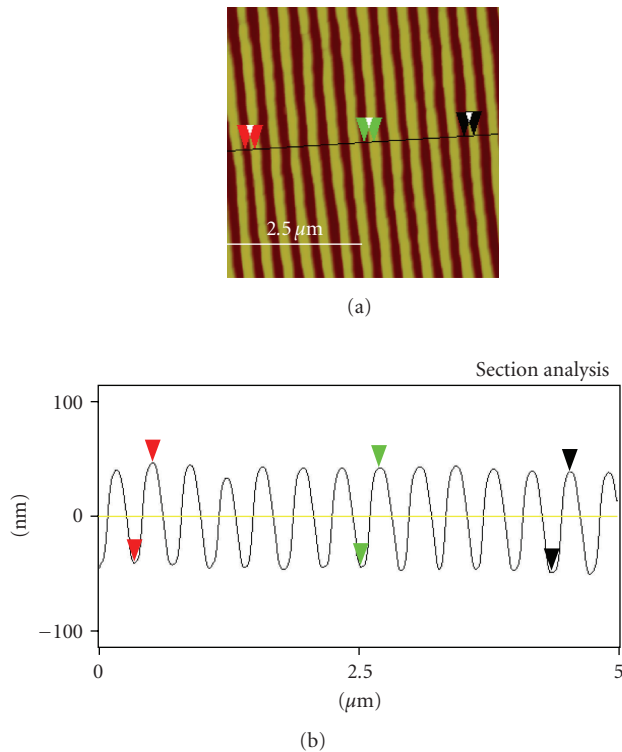 2.5 μm
(a)
Section analysis
100
0
−100
(nm)
0
2.5
5
(μm)
(b)